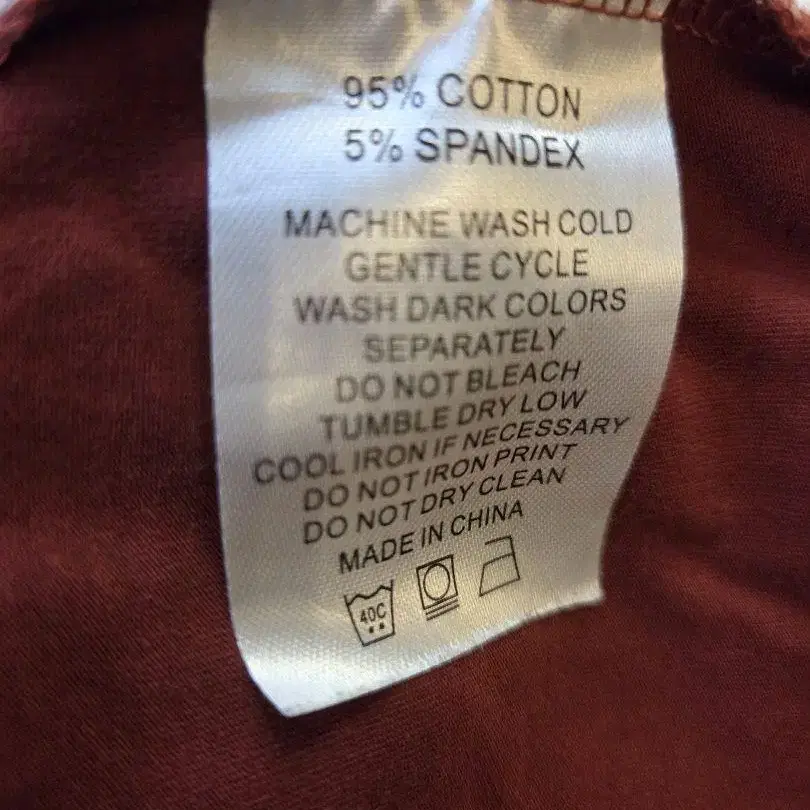 95% COTTON
5% SPANDEX
MACHINE WASH COLD
GENTLE CYCLE
WASH DARK COLORS
SEPARATELY
DO NOT BLEACH
TUMBLE DRY LOW
COOL IRON IF NECESSARY
DO NOT IRON PRINT
DO NOT DRY CLEAN
MADE IN CHINA
40C